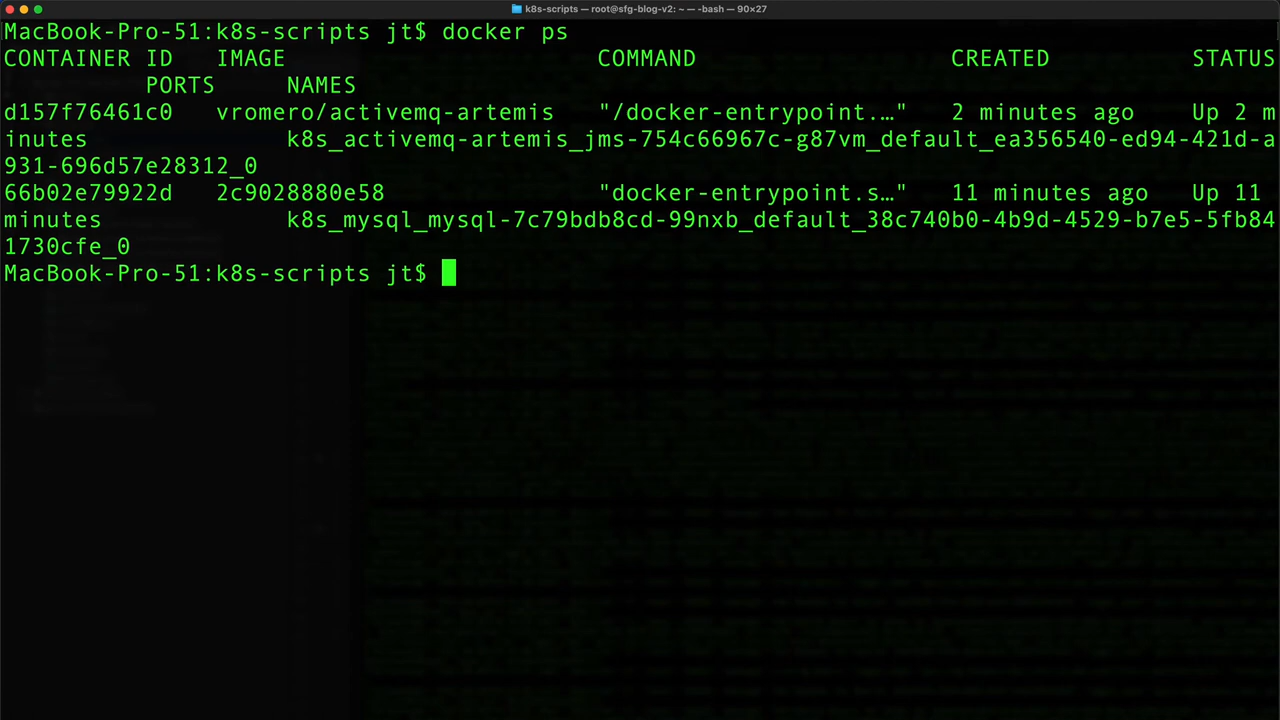 k8s-scripts — root@sfg-blog-v2: ~ — -bash — 90×27
MacBook-Pro-51:k8s-scripts jt$ docker ps
CONTAINER ID   IMAGE                      COMMAND                  CREATED          STATUS
          PORTS     NAMES
d157f76461c0   vromero/activemq-artemis   "/docker-entrypoint.…"   2 minutes ago    Up 2 m
inutes              k8s_activemq-artemis_jms-754c66967c-g87vm_default_ea356540-ed94-421d-a
931-696d57e28312_0
66b02e79922d   2c9028880e58               "docker-entrypoint.s…"   11 minutes ago   Up 11
minutes             k8s_mysql_mysql-7c79bdb8cd-99nxb_default_38c740b0-4b9d-4529-b7e5-5fb84
1730cfe_0
MacBook-Pro-51:k8s-scripts jt$